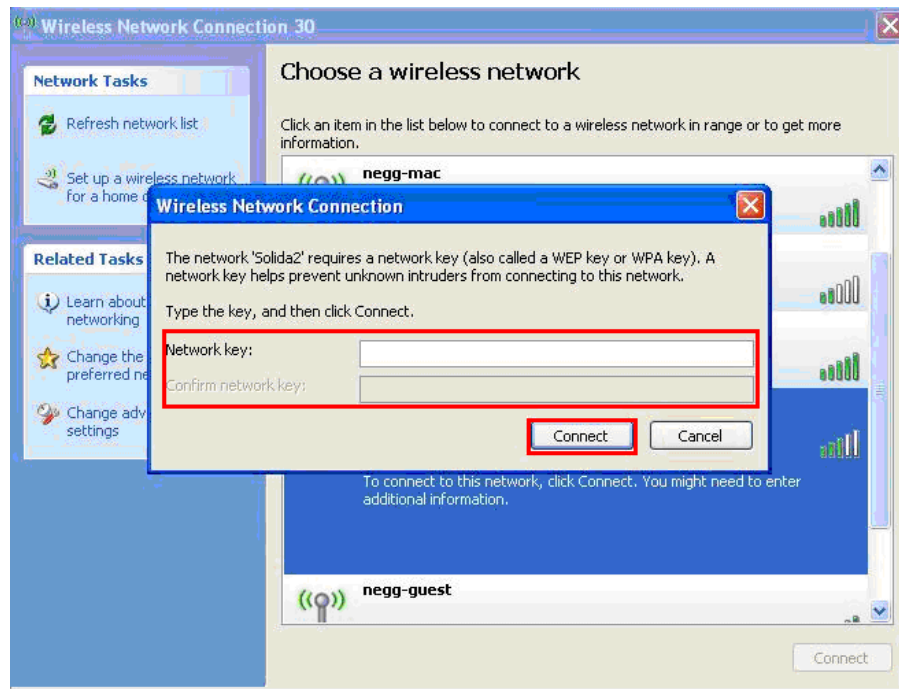 Wireless Network Connection 30
Network Tasks
Refresh network list
Set up a wireless network
for a home
Related Tasks
Learn about
networking
Change the
preferred
Change
settings
Choose a wireless network
Click an item in the list below to connect to a wireless network in range or to get more
information.
negg-mac
Wireless Network Connection
The network 'Solida2' requires a network key (also called a WEP key or WPA key). A
network key helps prevent unknown intruders from connecting to this network.
Type the key, and then click Connect.
Network key:
Confirm network key:
Connect
Cancel
To connect to this network, click Connect. You might need to enter
additional information.
negg-guest
Connect